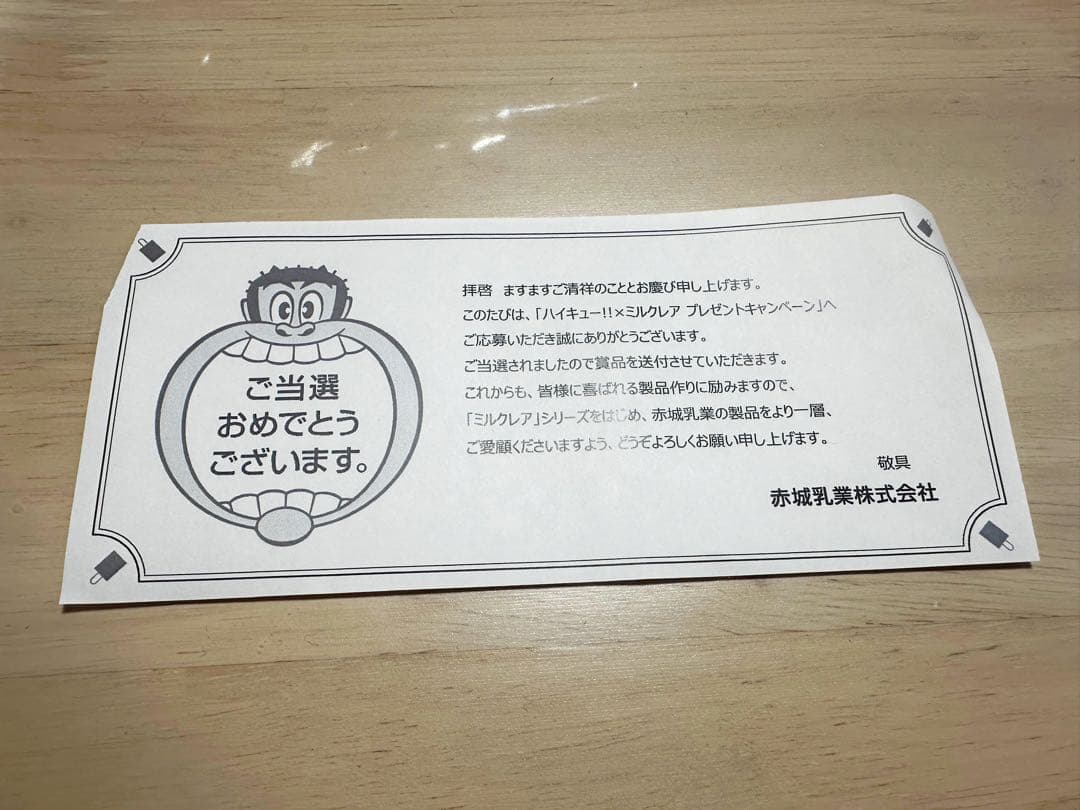 ご当選
おめでとう
ございます。
拝啓 ますますご清祥のこととお慶び申し上げます。
このたびは、「ハイキュー!!×ミルクレア プレゼントキャンペーン」へ
ご応募いただき誠にありがとうございます。
ご当選されましたので賞品を送付させていただきます。
これからも、皆様に喜ばれる製品作りに励みますので、
「ミルクレア」シリーズをはじめ、赤城乳業の製品をより一層、
ご愛顧くださいますよう、どうぞよろしくお願い申し上げます。
敬具
赤城乳業株式会社